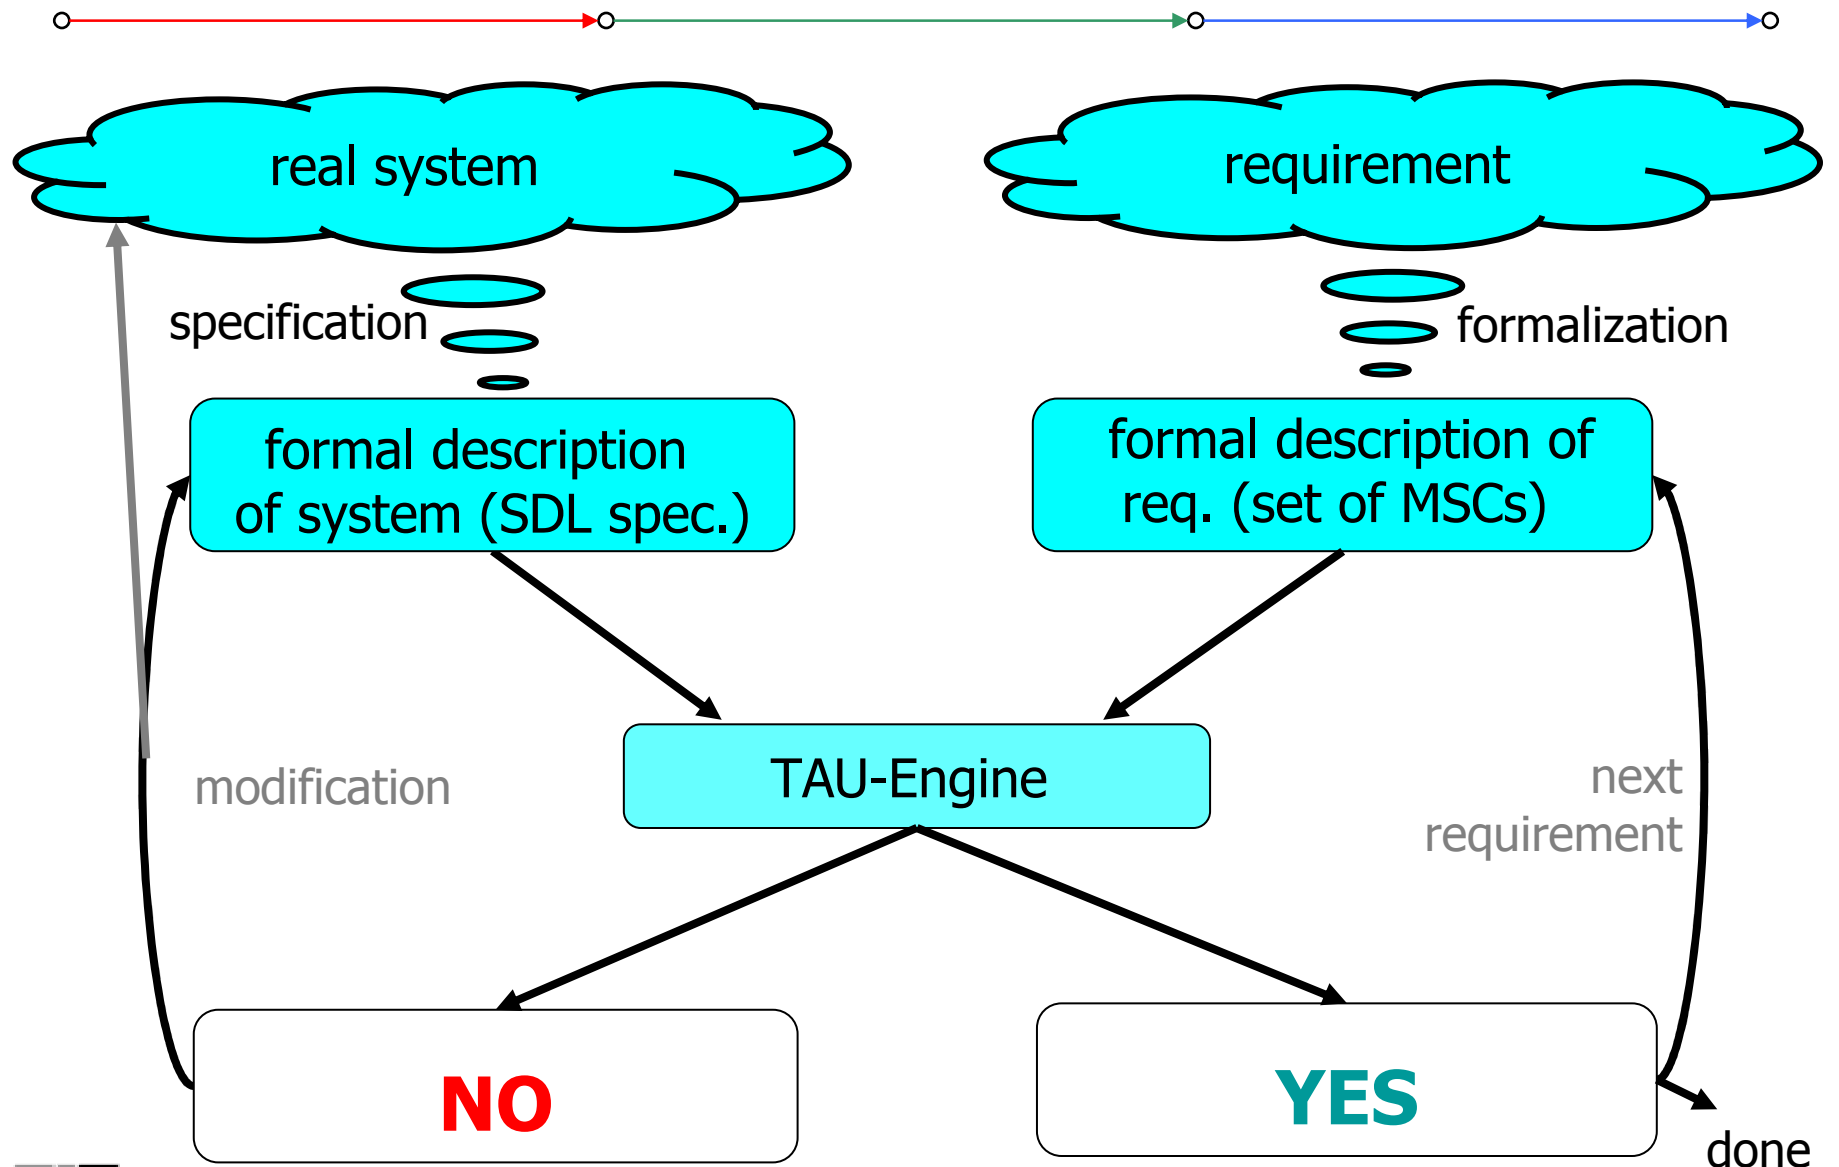 real system
requirement
specification
formalization
formal description
of system (SDL spec.)
formal description of
req. (set of MSCs)
TAU-Engine
modification
next
requirement
NO
YES
done